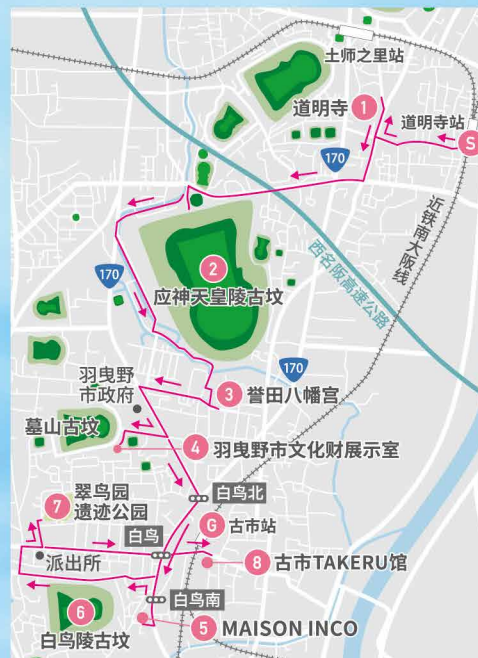 土师之里站
道明寺 1
道明寺站
S
170
近铁南大阪线
西名阪高速公路
2
应神天皇陵古坟
170
170
羽曳野
市政府
3 誉田八幡宫
墓山古坟
4 羽曳野市文化财展示室
7 翠鸟园
遗迹公园
白鸟北
G 古市站
白鸟
派出所
8 古市TAKERU馆
6
白鸟南
白鸟陵古坟
5 MAISON INCO